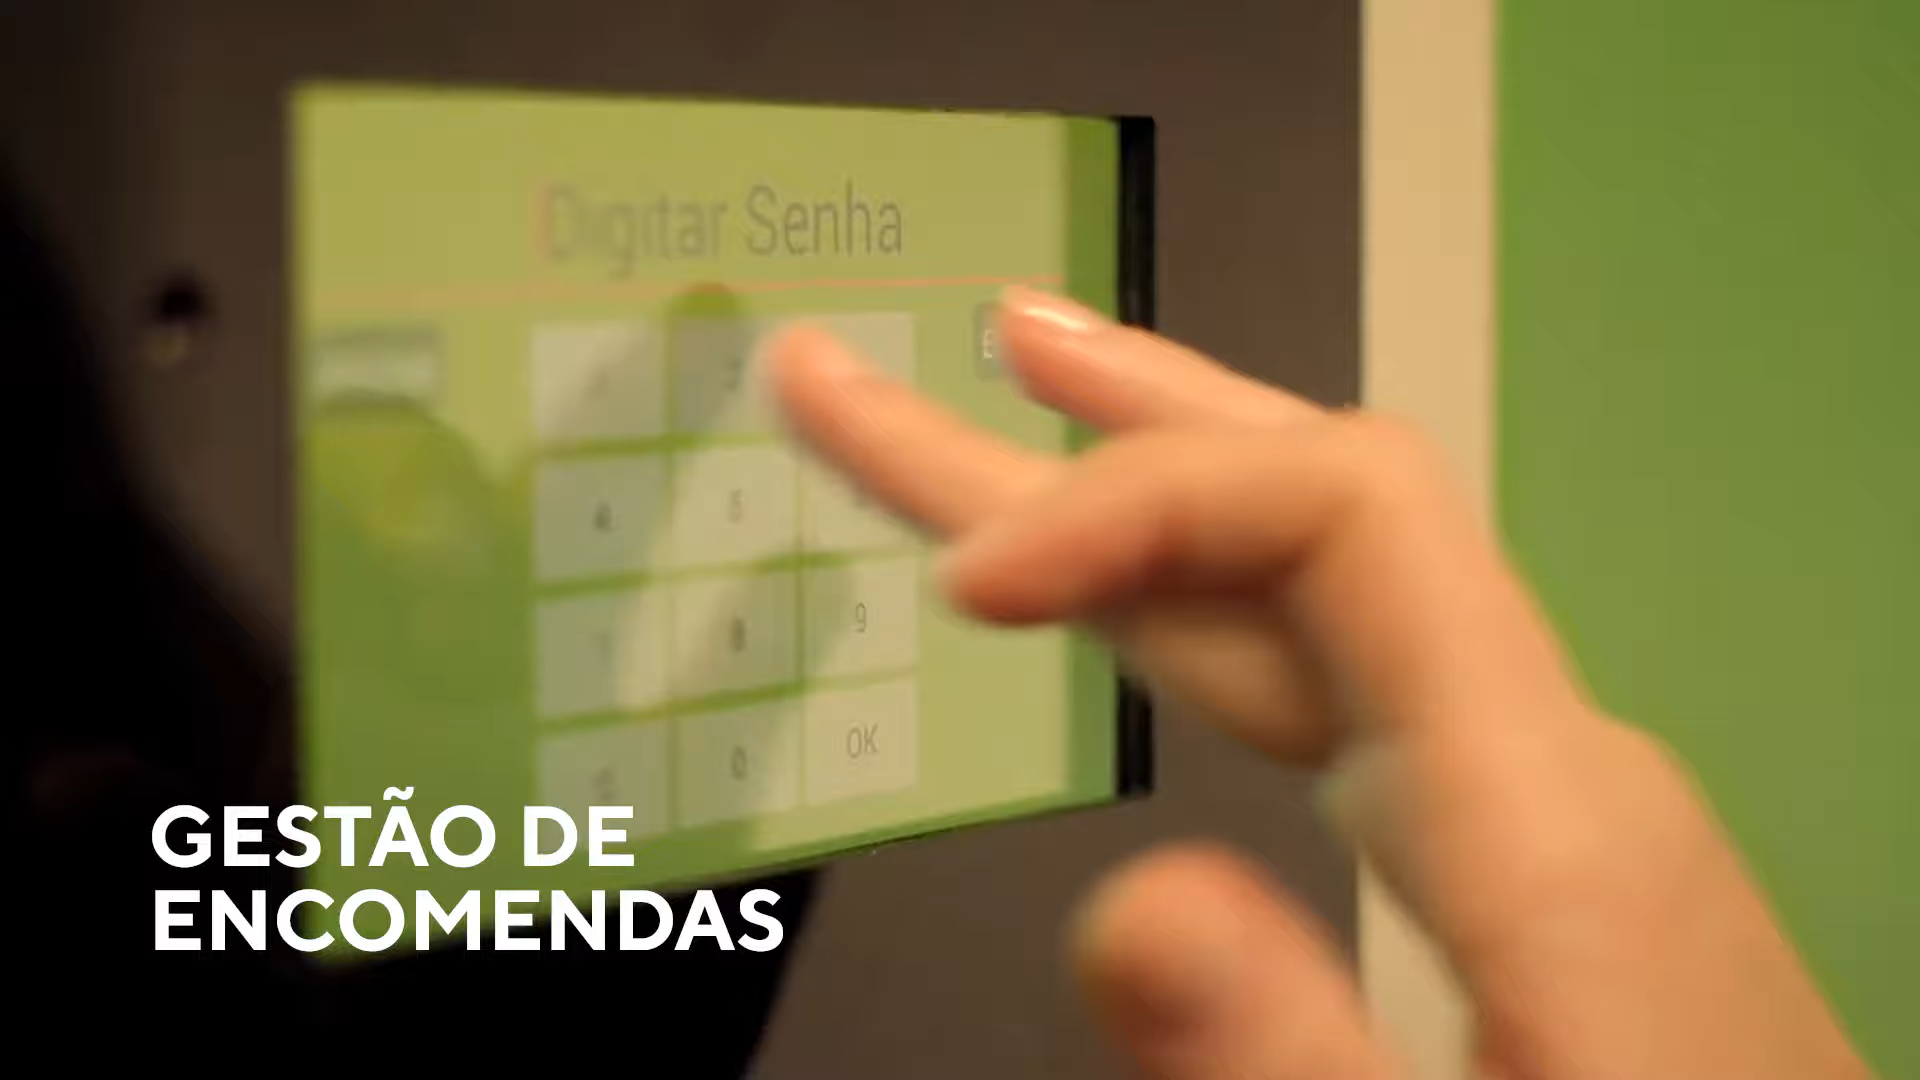 Digitar Senha
4 5
8 9
0 OK
GESTÃO DE
ENCOMENDAS